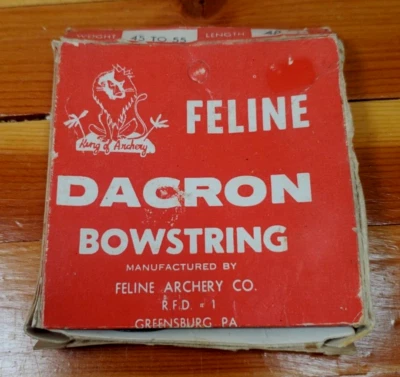 WEIGHT 45 TO 55 LENGTH
King of Archery
FELINE
DACRON
BOWSTRING
MANUFACTURED BY
FELINE ARCHERY CO.
R.F.D. #1
GREENSBURG PA